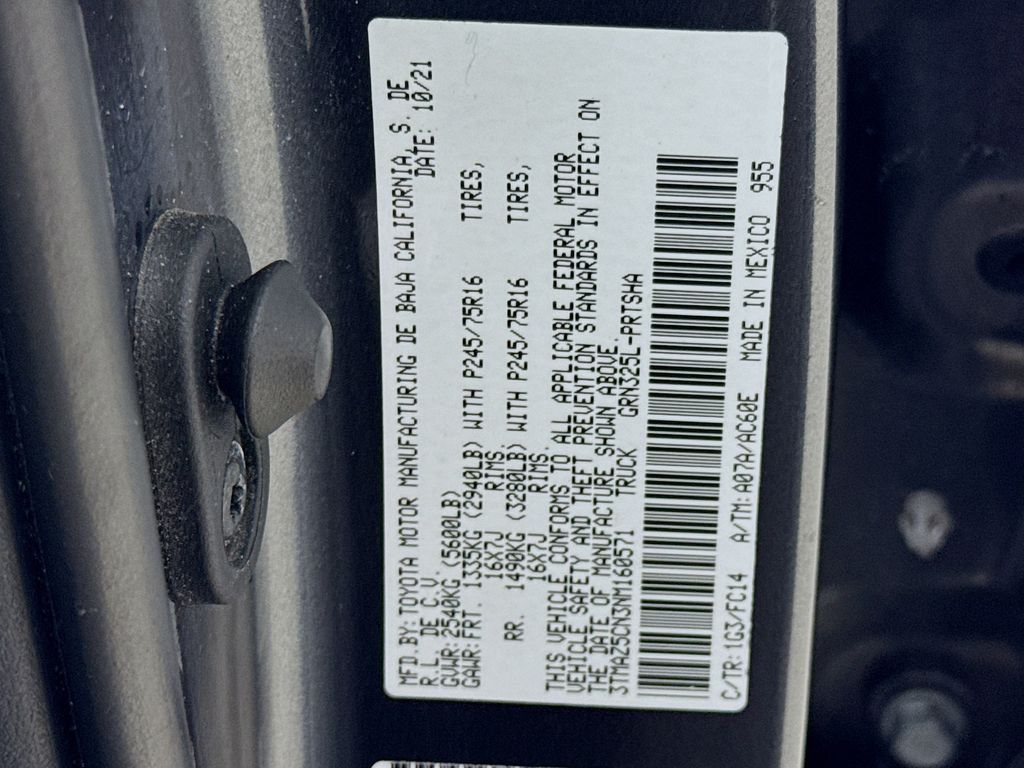 MFD.BY:TOYOTA MOTOR MANUFACTURING DE BAJA CALIFORNIA, S. DE
R.L DE C.V. DATE: 10/21
GVWR:2540KG (5600LB)
GAWR:FRT. 1335KG (2940LB) WITH P245/75R16 TIRES,
16X7J RIMS.
RR. 1490KG (3280LB) WITH P245/75R16 TIRES,
16X7J RIMS.
THIS VEHICLE CONFORMS TO ALL APPLICABLE FEDERAL MOTOR
VEHICLE SAFETY AND THEFT PREVENTION STANDARDS IN EFFECT ON
THE DATE OF MANUFACTURE SHOWN ABOVE.
3TMAZ5CN3NM160571 TRUCK GRN325L-PRTSHA
C/TR:1G3/FC14 A/TM:A07A/AC60E MADE IN MEXICO 955